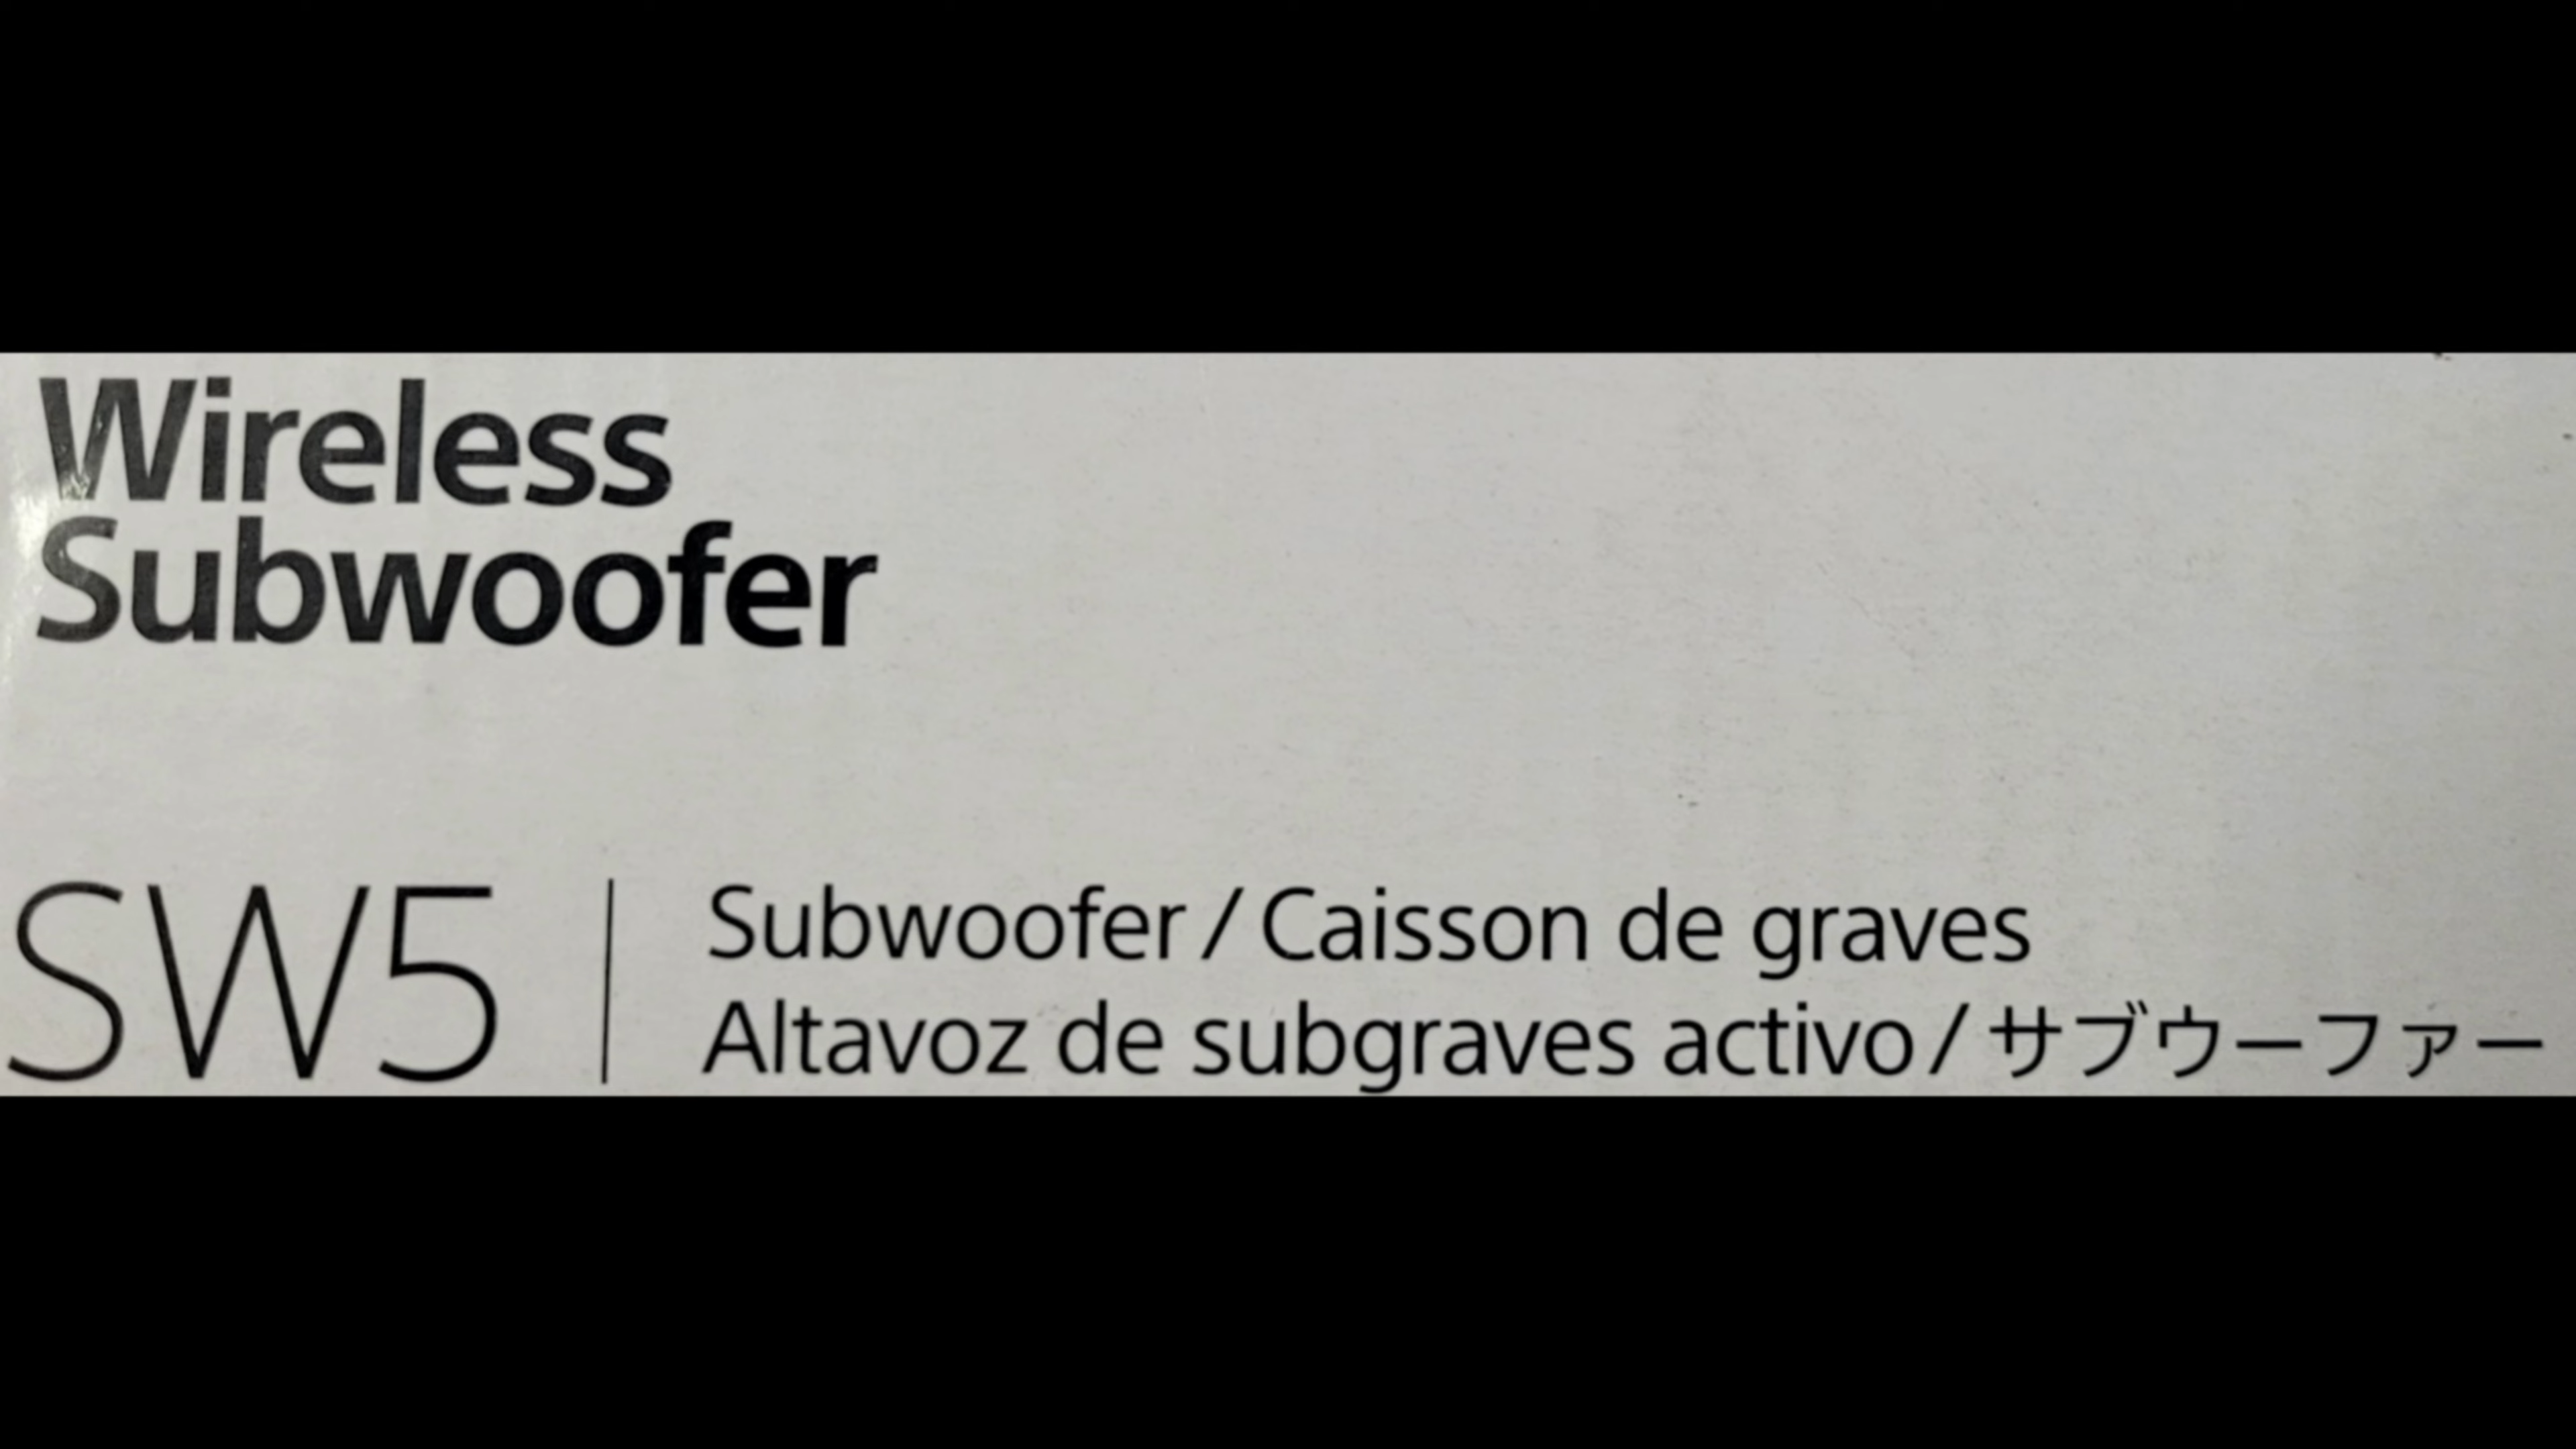 Wireless
Subwoofer
SW5
Subwoofer / Caisson de graves
Altavoz de subgraves activo / サブウーファー